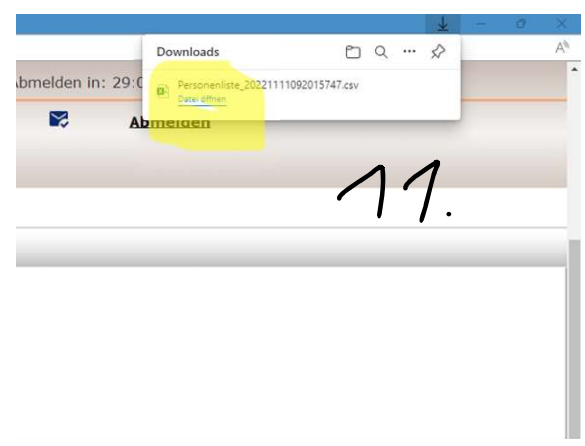 Downloads
Abmelden in: 29:0
Personenliste_20221111092015747.csv
Datei öffnen
Abmelden
11.